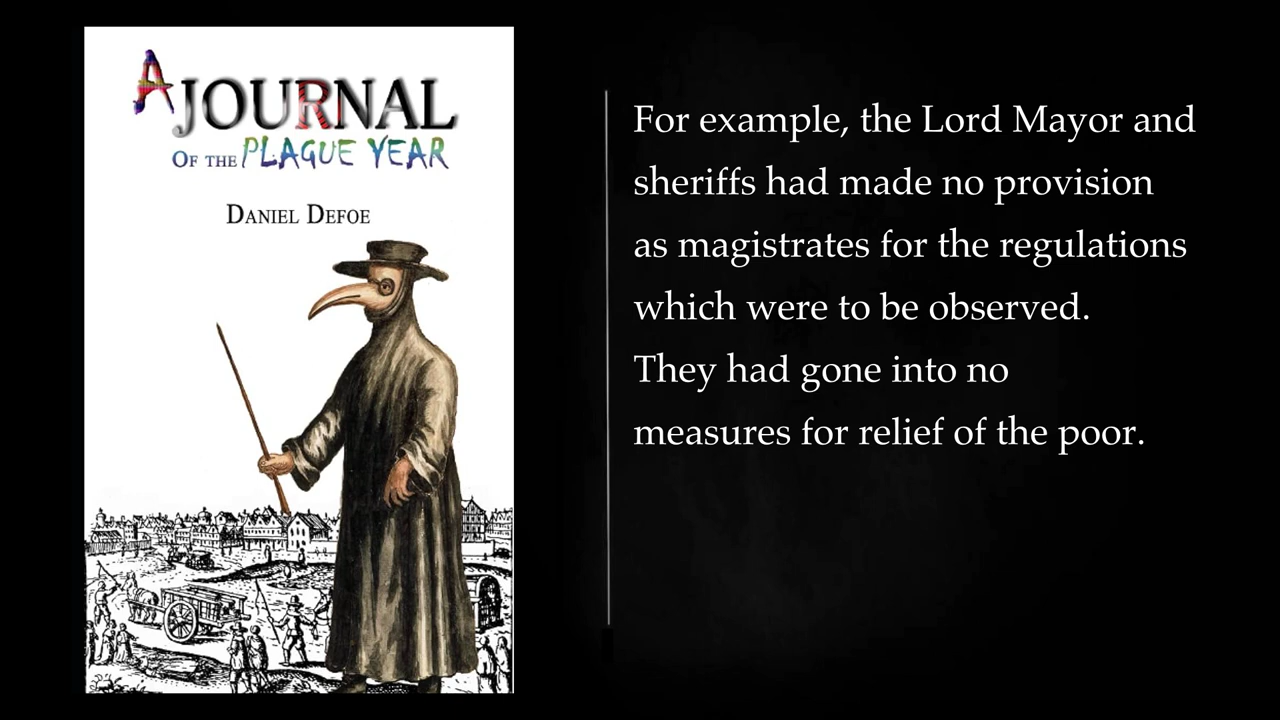 A JOURNAL
OF THE PLAGUE YEAR
DANIEL DEFOE
For example, the Lord Mayor and
sheriffs had made no provision
as magistrates for the regulations
which were to be observed.
They had gone into no
measures for relief of the poor.